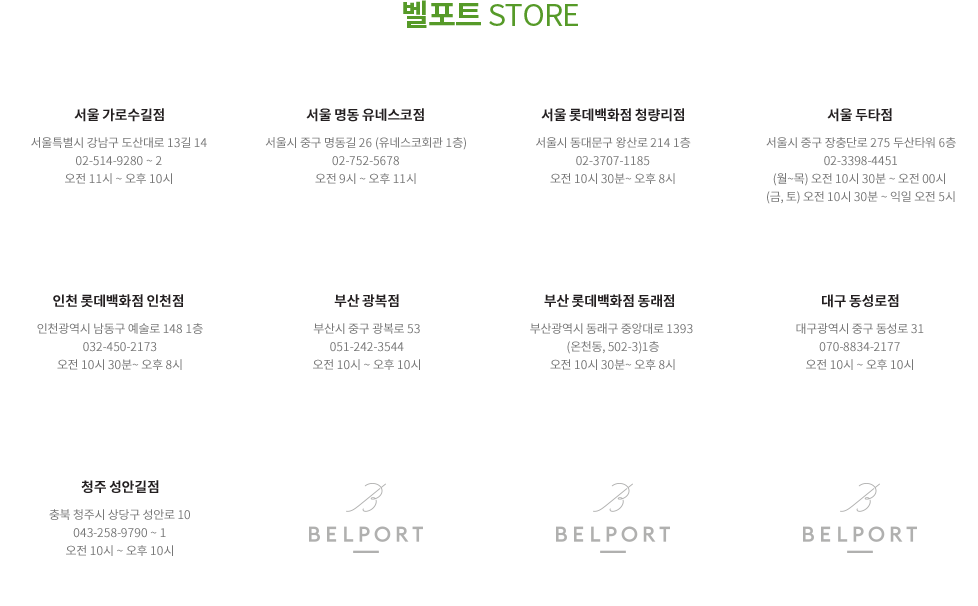 벨포트 STORE
서울 가로수길점
서울특별시 강남구 도산대로 13길 14
02-514-9280 ~ 2
오전 11시 ~ 오후 10시
서울 명동 유네스코점
서울시 중구 명동길 26 (유네스코회관 1층)
02-752-5678
오전 9시 ~ 오후 11시
서울 롯데백화점 청량리점
서울시 동대문구 왕산로 214 1층
02-3707-1185
오전 10시 30분~ 오후 8시
서울 두타점
서울시 중구 장충단로 275 두산타워 6층
02-3398-4451
(월~목) 오전 10시 30분 ~ 오전 00시
(금, 토) 오전 10시 30분 ~ 익일 오전 5시
인천 롯데백화점 인천점
인천광역시 남동구 예술로 148 1층
032-450-2173
오전 10시 30분~ 오후 8시
부산 광복점
부산시 중구 광복로 53
051-242-3544
오전 10시 ~ 오후 10시
부산 롯데백화점 동래점
부산광역시 동래구 중앙대로 1393
(온천동, 502-3)1층
오전 10시 30분~ 오후 8시
대구 동성로점
대구광역시 중구 동성로 31
070-8834-2177
오전 10시 ~ 오후 10시
청주 성안길점
충북 청주시 상당구 성안로 10
043-258-9790 ~ 1
오전 10시 ~ 오후 10시
B
BELPORT
B
BELPORT
B
BELPORT